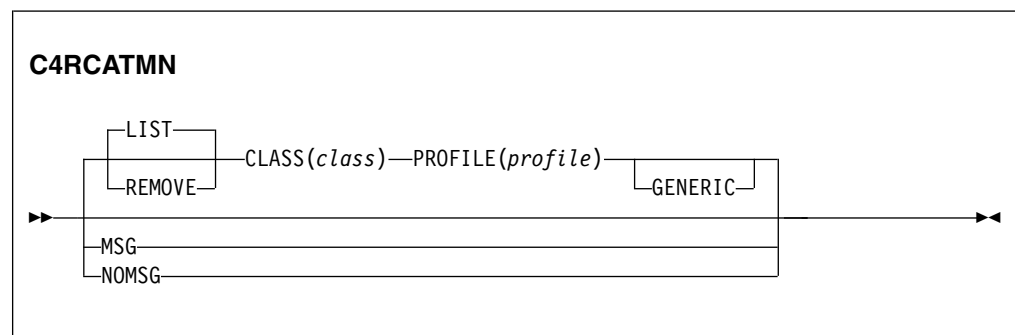 C4RCATMN
LIST
CLASS(class) PROFILE(profile)
REMOVE GENERIC
MSG
NOMSG